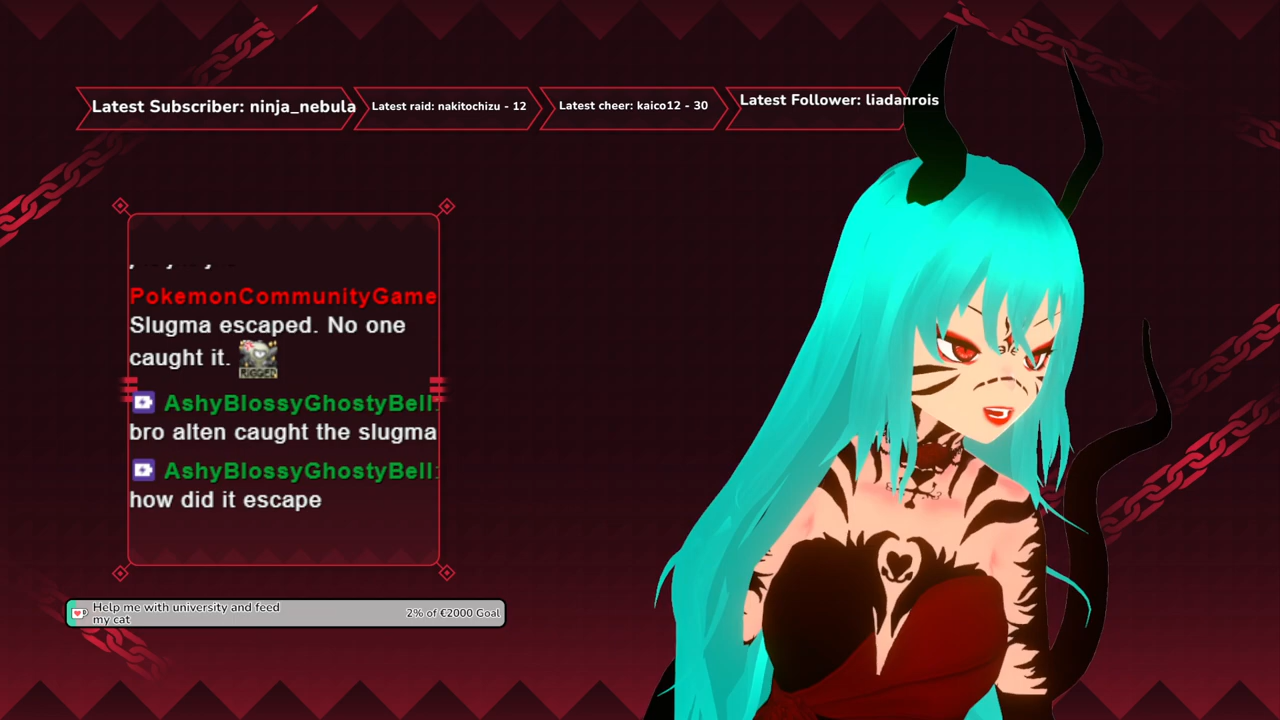 Latest Subscriber: ninja_nebula
Latest raid: nakitochizu - 12
Latest cheer: kaico12 - 30
Latest Follower: liadanrois
PokemonCommunityGame
Slugma escaped. No one
caught it. RIGGED
AshyBlossyGhostyBell:
bro alten caught the slugma
AshyBlossyGhostyBell:
how did it escape
Help me with university and feed
my cat
2% of €2000 Goal